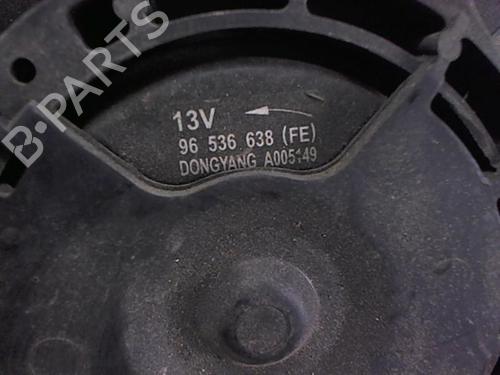 B-PARTS
13V
96 536 638 (FE)
DONGYANG A005149